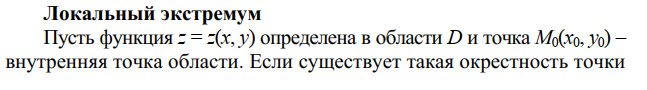 Локальный экстремум
Пусть функция z = z(x, y) определена в области D и точка M₀(x₀, y₀) –
внутренняя точка области. Если существует такая окрестность точки